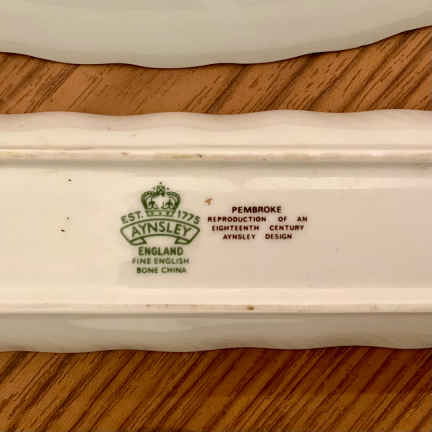 EST. 1775
AYNSLEY
ENGLAND
FINE ENGLISH
BONE CHINA
PEMBROKE
REPRODUCTION OF AN
EIGHTEENTH CENTURY
AYNSLEY DESIGN